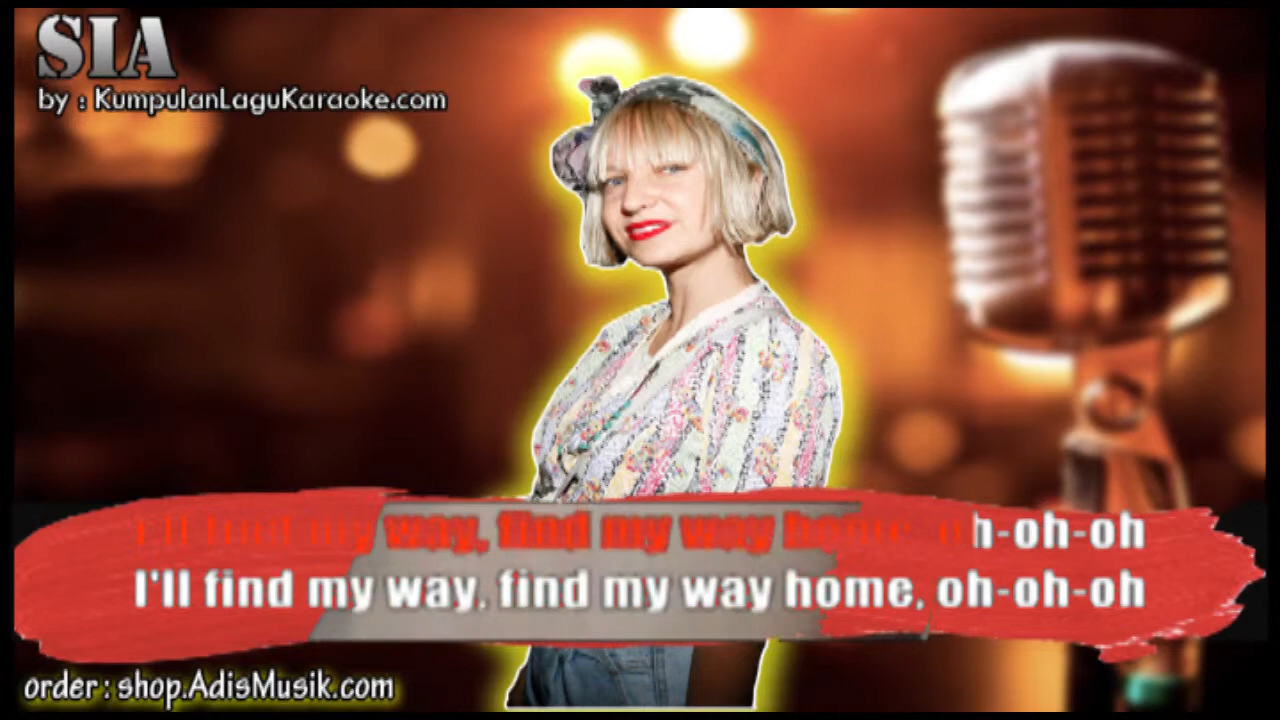 SIA
by : KumpulanLaguKaraoke.com
I'll find my way, find my way home, oh-oh-oh
I'll find my way, find my way home, oh-oh-oh
order : shop.AdisMusik.com